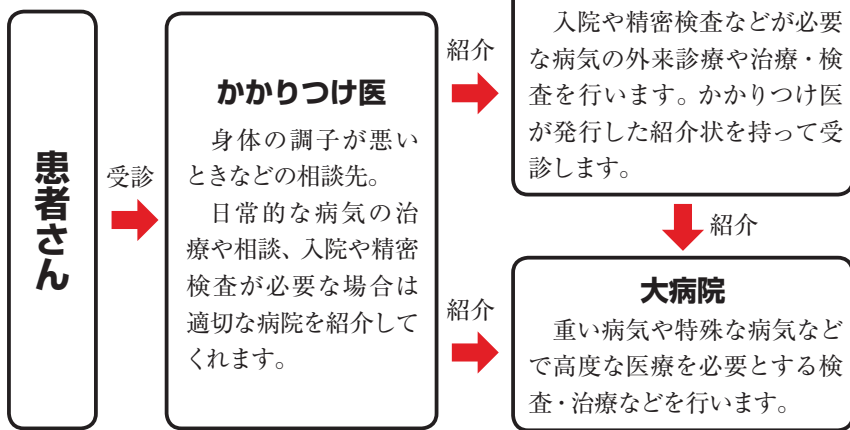 患者さん
受診
かかりつけ医
身体の調子が悪い
ときなどの相談先。
日常的な病気の治
療や相談、入院や精密
検査が必要な場合は
適切な病院を紹介して
くれます。
紹介
入院や精密検査などが必要
な病気の外来診療や治療・検
査を行います。かかりつけ医
が発行した紹介状を持って受
診します。
紹介
紹介
大病院
重い病気や特殊な病気など
で高度な医療を必要とする検
査・治療などを行います。